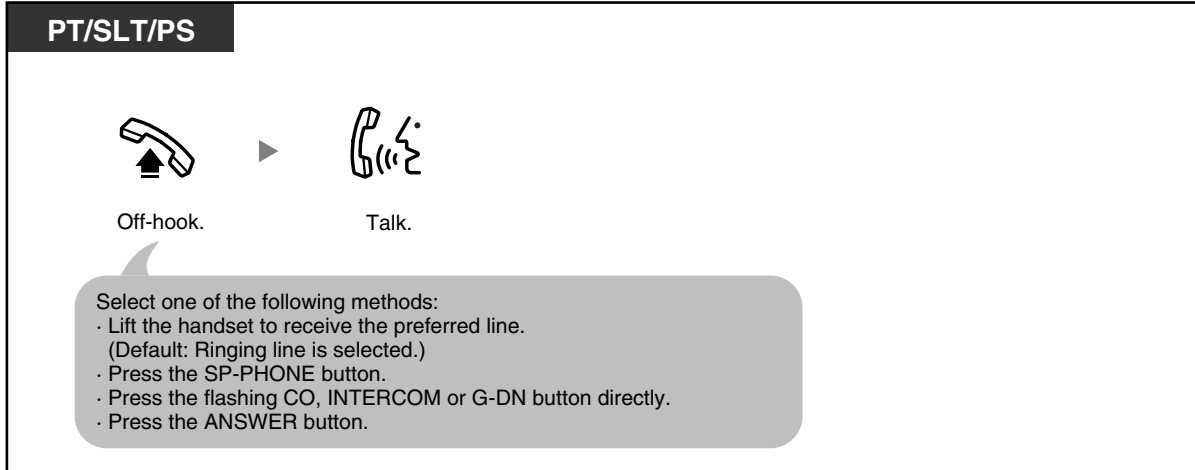 PT/SLT/PS
Off-hook.
Talk.
Select one of the following methods:
· Lift the handset to receive the preferred line.
(Default: Ringing line is selected.)
· Press the SP-PHONE button.
· Press the flashing CO, INTERCOM or G-DN button directly.
· Press the ANSWER button.